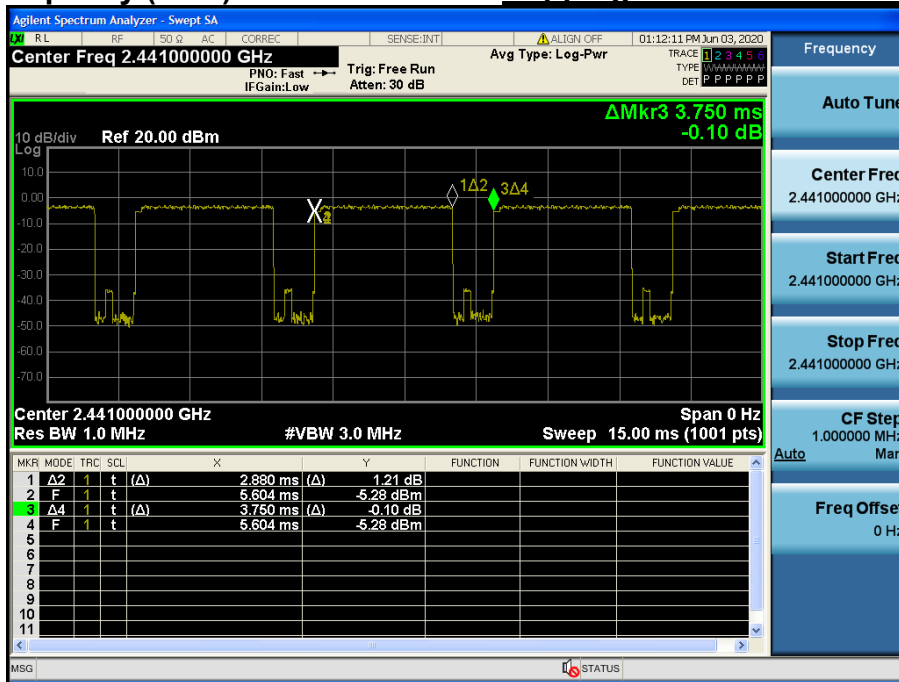 Agilent Spectrum Analyzer - Swept SA
LXI RL RF 50 Ω AC CORREC SENSE:INT ALIGN OFF 01:12:11 PM Jun 03, 2020
Center Freq 2.441000000 GHz
PNO: Fast
IFGain:Low
Trig: Free Run
Atten: 30 dB
Avg Type: Log-Pwr
TRACE 1 2 3 4 5 6
TYPE WWWWWW
DET P P P P P P
ΔMkr3 3.750 ms
-0.10 dB
10 dB/div Ref 20.00 dBm
Log
10.0
0.00
-10.0
-20.0
-30.0
-40.0
-50.0
-60.0
-70.0
1Δ2
3Δ4
Center 2.441000000 GHz Span 0 Hz
Res BW 1.0 MHz #VBW 3.0 MHz Sweep 15.00 ms (1001 pts)
MKR MODE TRC SCL X Y FUNCTION FUNCTION WIDTH FUNCTION VALUE
1 Δ2 1 t (Δ) 2.880 ms (Δ) 1.21 dB
2 F 1 t 5.604 ms -5.28 dBm
3 Δ4 1 t (Δ) 3.750 ms (Δ) -0.10 dB
4 F 1 t 5.604 ms -5.28 dBm
5
6
7
8
9
10
11
MSG STATUS
Frequency
Auto Tune
Center Freq
2.441000000 GHz
Start Freq
2.441000000 GHz
Stop Freq
2.441000000 GHz
CF Step
1.000000 MHz
Auto Man
Freq Offset
0 Hz